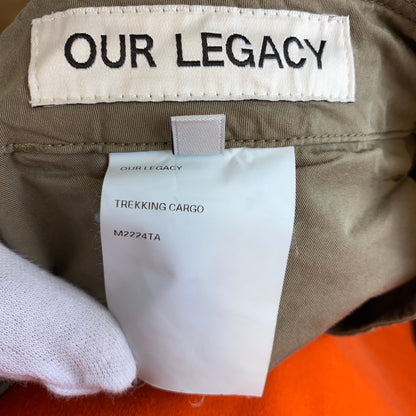 OUR LEGACY
OUR LEGACY
TREKKING CARGO
M2224TA